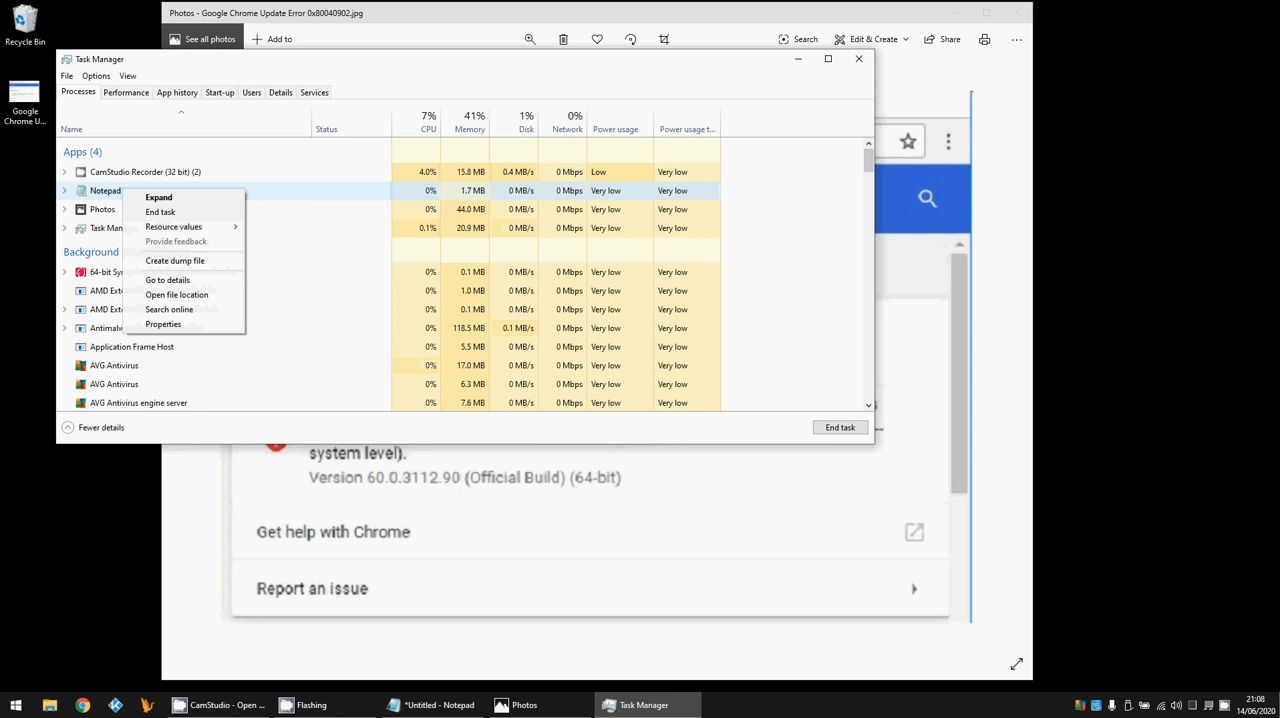 Recycle Bin
Google
Chrome U...
Photos - Google Chrome Update Error 0x80040902.jpg
See all photos
Add to
Search
Edit & Create
Share
Task Manager
File Options View
Processes Performance App history Start-up Users Details Services
7% 41% 1% 0%
Name Status CPU Memory Disk Network Power usage Power usage t...
Apps (4)
CamStudio Recorder (32 bit) (2) 4.0% 15.8 MB 0.4 MB/s 0 Mbps Low Very low
Notepad 0% 1.7 MB 0 MB/s 0 Mbps Very low Very low
Photos 0% 44.0 MB 0 MB/s 0 Mbps Very low Very low
Task Man 0.1% 20.9 MB 0 MB/s 0 Mbps Very low Very low
Background
64-bit Syn 0% 0.1 MB 0 MB/s 0 Mbps Very low Very low
AMD Exte 0% 1.0 MB 0 MB/s 0 Mbps Very low Very low
AMD Exte 0% 0.1 MB 0 MB/s 0 Mbps Very low Very low
Antimalw 0% 118.5 MB 0.1 MB/s 0 Mbps Very low Very low
Application Frame Host 0% 5.5 MB 0 MB/s 0 Mbps Very low Very low
AVG Antivirus 0% 17.0 MB 0 MB/s 0 Mbps Very low Very low
AVG Antivirus 0% 6.3 MB 0 MB/s 0 Mbps Very low Very low
AVG Antivirus engine server 0% 7.6 MB 0 MB/s 0 Mbps Very low Very low
Expand
End task
Resource values
Provide feedback
Create dump file
Go to details
Open file location
Search online
Properties
Fewer details
End task
system level).
Version 60.0.3112.90 (Official Build) (64-bit)
Get help with Chrome
Report an issue
CamStudio - Open ...
Flashing
*Untitled - Notepad
Photos
Task Manager
21:08
14/06/2020